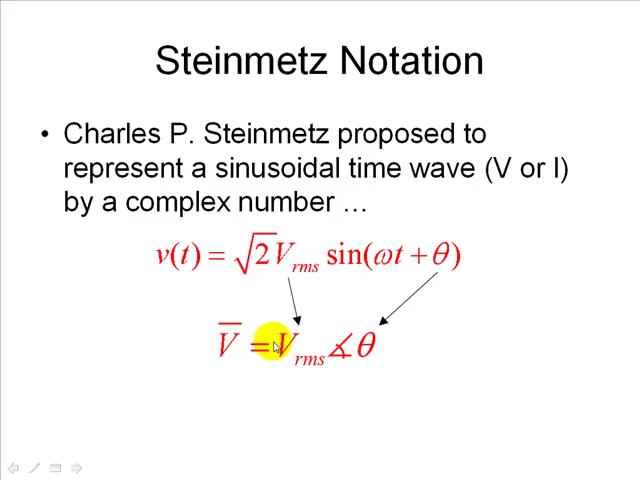 Steinmetz Notation
• Charles P. Steinmetz proposed to
represent a sinusoidal time wave (V or I)
by a complex number …
v(t) = √2 V_rms sin(ωt + θ)
V̅ = V_rms ∡θ